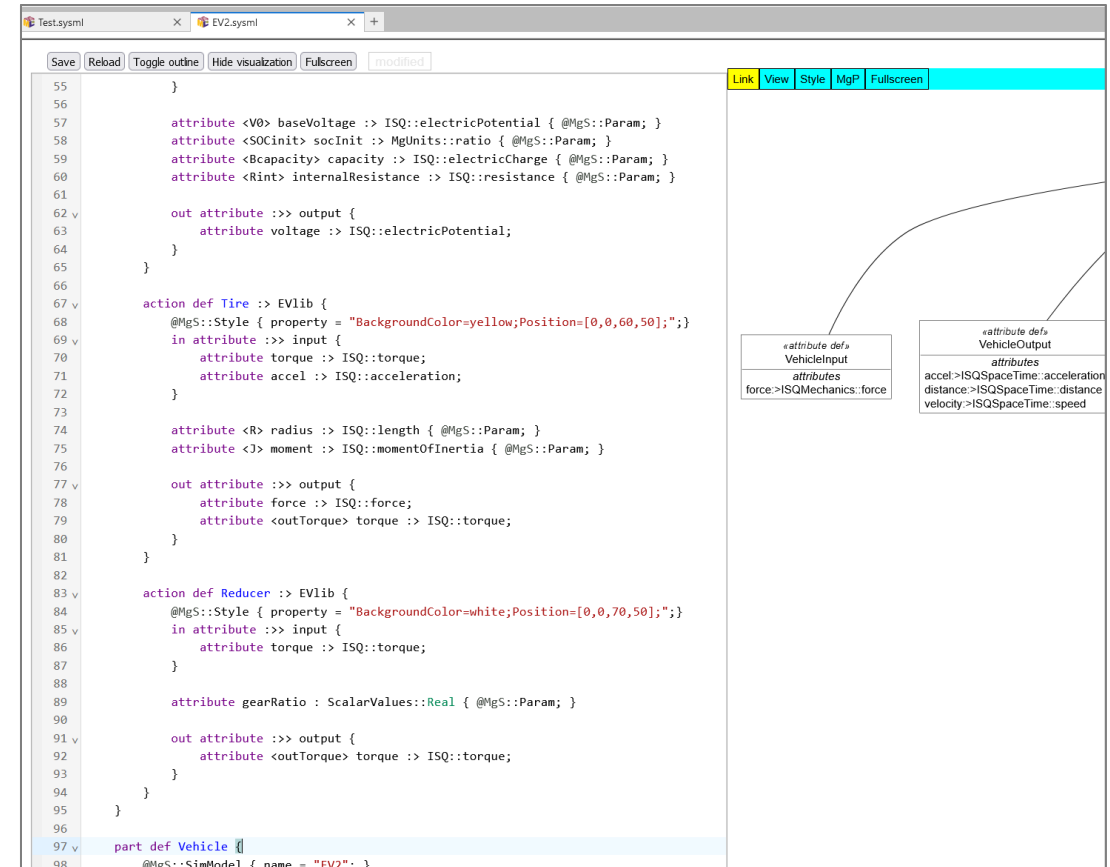 Test.sysml × EV2.sysml × +
Save Reload Toggle outline Hide visualization Fullscreen modified
Link View Style MgP Fullscreen
55 }
56
57 attribute <V0> baseVoltage :> ISQ::electricPotential { @MgS::Param; }
58 attribute <SOCinit> socInit :> MgUnits::ratio { @MgS::Param; }
59 attribute <Bcapacity> capacity :> ISQ::electricCharge { @MgS::Param; }
60 attribute <Rint> internalResistance :> ISQ::resistance { @MgS::Param; }
61
62 out attribute :>> output {
63 attribute voltage :> ISQ::electricPotential;
64 }
65 }
66
67 action def Tire :> EVlib {
68 @MgS::Style { property = "BackgroundColor=yellow;Position=[0,0,60,50];";}
69 in attribute :>> input {
70 attribute torque :> ISQ::torque;
71 attribute accel :> ISQ::acceleration;
72 }
73
74 attribute <R> radius :> ISQ::length { @MgS::Param; }
75 attribute <J> moment :> ISQ::momentOfInertia { @MgS::Param; }
76
77 out attribute :>> output {
78 attribute force :> ISQ::force;
79 attribute <outTorque> torque :> ISQ::torque;
80 }
81 }
82
83 action def Reducer :> EVlib {
84 @MgS::Style { property = "BackgroundColor=white;Position=[0,0,70,50];";}
85 in attribute :>> input {
86 attribute torque :> ISQ::torque;
87 }
88
89 attribute gearRatio : ScalarValues::Real { @MgS::Param; }
90
91 out attribute :>> output {
92 attribute <outTorque> torque :> ISQ::torque;
93 }
94 }
95 }
96
97 part def Vehicle {
98 @MgS::SimModel { name = "EV2"; }
«attribute def»
VehicleInput
attributes
force:>ISQMechanics::force
«attribute def»
VehicleOutput
attributes
accel:>ISQSpaceTime::acceleration
distance:>ISQSpaceTime::distance
velocity:>ISQSpaceTime::speed